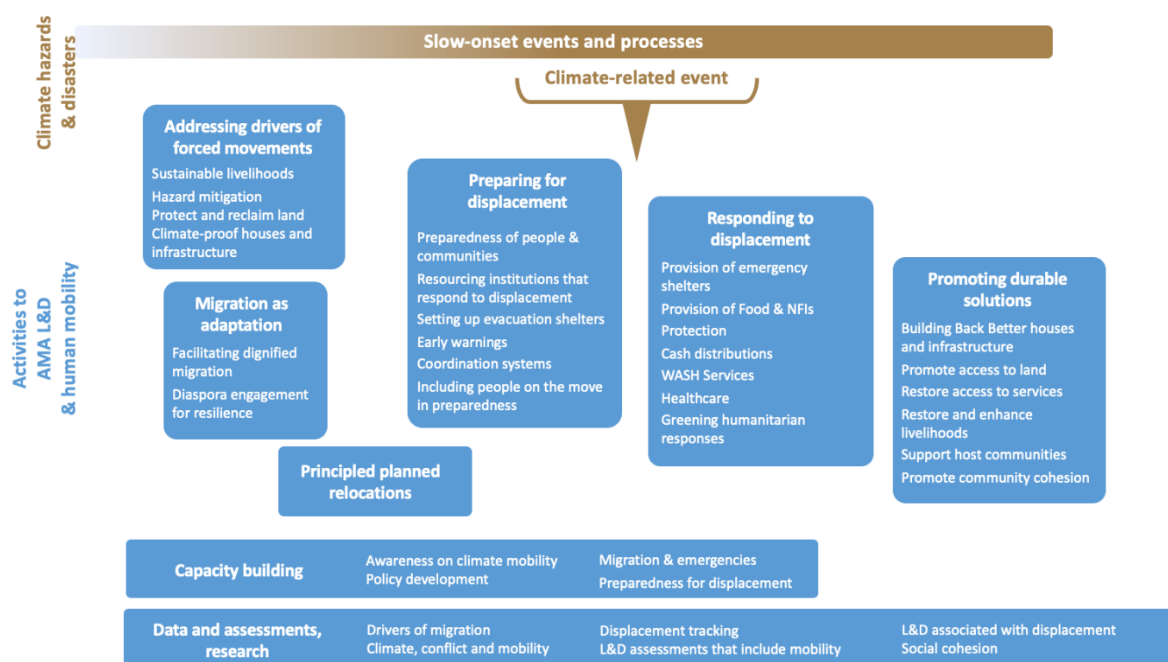 Climate hazards
& disasters
Slow-onset events and processes
Climate-related event
Activities to
AMA L&D
& human mobility
Addressing drivers of
forced movements
Sustainable livelihoods
Hazard mitigation
Protect and reclaim land
Climate-proof houses and
infrastructure
Migration as
adaptation
Facilitating dignified
migration
Diaspora engagement
for resilience
Principled planned
relocations
Preparing for
displacement
Preparedness of people &
communities
Resourcing institutions that
respond to displacement
Setting up evacuation shelters
Early warnings
Coordination systems
Including people on the move
in preparedness
Responding to
displacement
Provision of emergency
shelters
Provision of Food & NFIs
Protection
Cash distributions
WASH Services
Healthcare
Greening humanitarian
responses
Promoting durable
solutions
Building Back Better houses
and infrastructure
Promote access to land
Restore access to services
Restore and enhance
livelihoods
Support host communities
Promote community cohesion
Capacity building
Awareness on climate mobility
Policy development
Migration & emergencies
Preparedness for displacement
Data and assessments,
research
Drivers of migration
Climate, conflict and mobility
Displacement tracking
L&D assessments that include mobility
L&D associated with displacement
Social cohesion